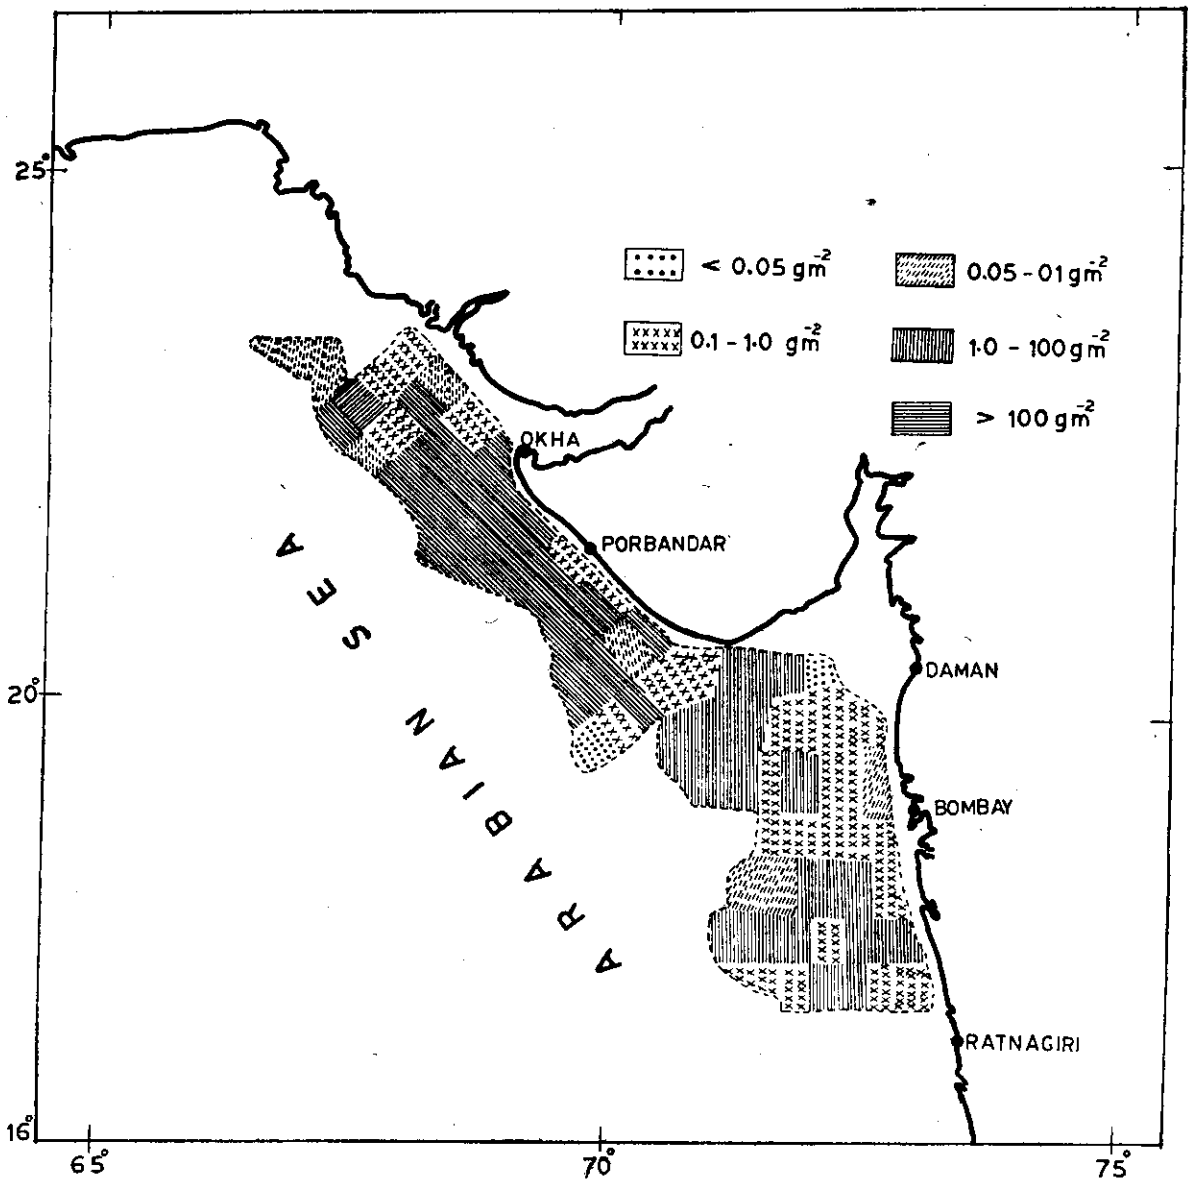 25°
< 0.05 gm⁻²
0.05 - 01 gm⁻²
0.1 - 1.0 gm⁻²
1.0 - 100 gm⁻²
> 100 gm⁻²
OKHA
PORBANDAR
ARABIAN SEA
20°
DAMAN
BOMBAY
RATNAGIRI
16°
65°
70°
75°